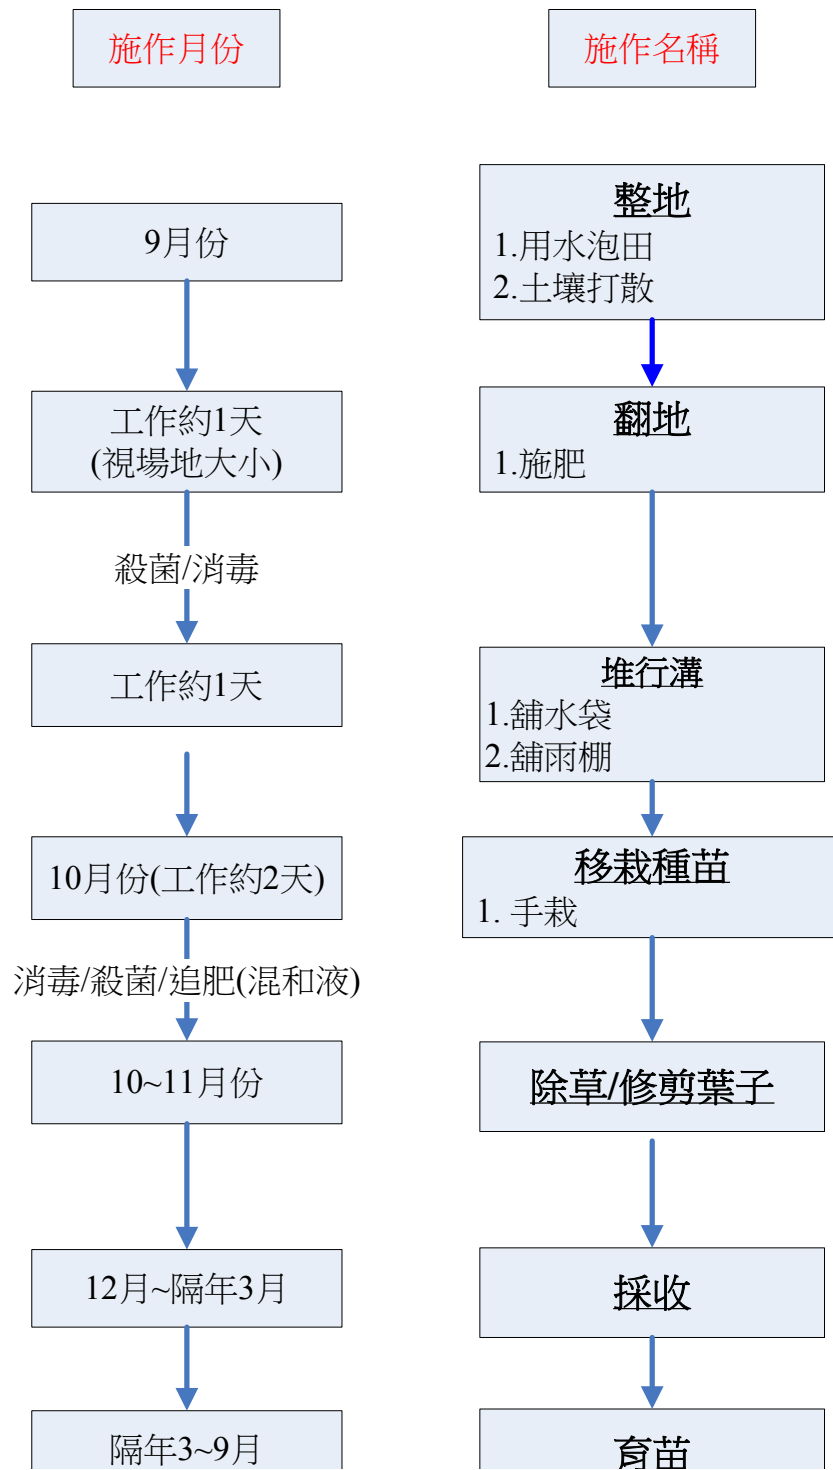 施作月份
施作名稱
9月份
整地
1.用水泡田
2.土壤打散
工作約1天
(視場地大小)
翻地
1.施肥
殺菌/消毒
工作約1天
堆行溝
1.舖水袋
2.舖雨棚
10月份(工作約2天)
移栽種苗
1. 手栽
消毒/殺菌/追肥(混和液)
10~11月份
除草/修剪葉子
12月~隔年3月
採收
隔年3~9月
育苗